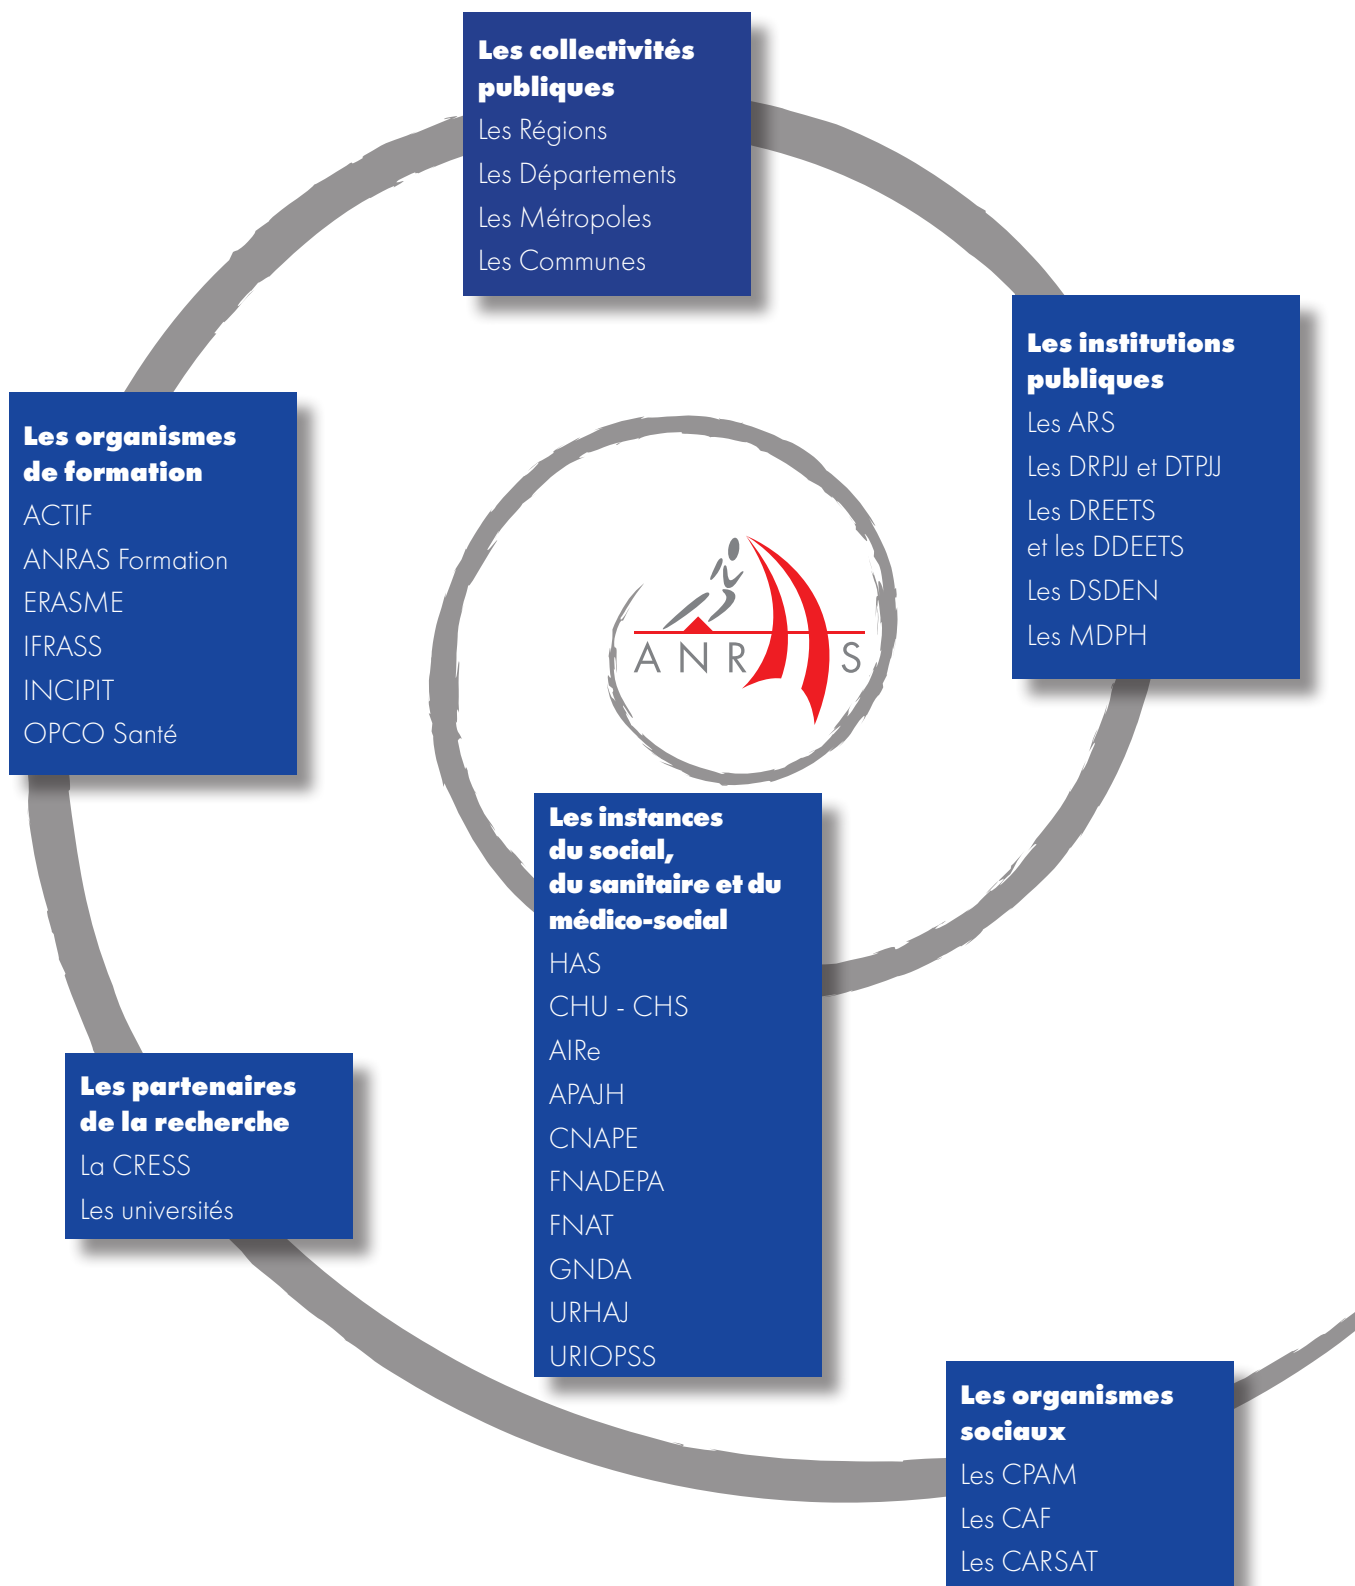 Les collectivités
publiques
Les Régions
Les Départements
Les Métropoles
Les Communes
Les institutions
publiques
Les ARS
Les DRPJJ et DTPJJ
Les DREETS
et les DDEETS
Les DSDEN
Les MDPH
Les organismes
de formation
ACTIF
ANRAS Formation
ERASME
IFRASS
INCIPIT
OPCO Santé
ANRAS
Les instances
du social,
du sanitaire et du
médico-social
HAS
CHU - CHS
AIRe
APAJH
CNAPE
FNADEPA
FNAT
GNDA
URHAJ
URIOPSS
Les partenaires
de la recherche
La CRESS
Les universités
Les organismes
sociaux
Les CPAM
Les CAF
Les CARSAT